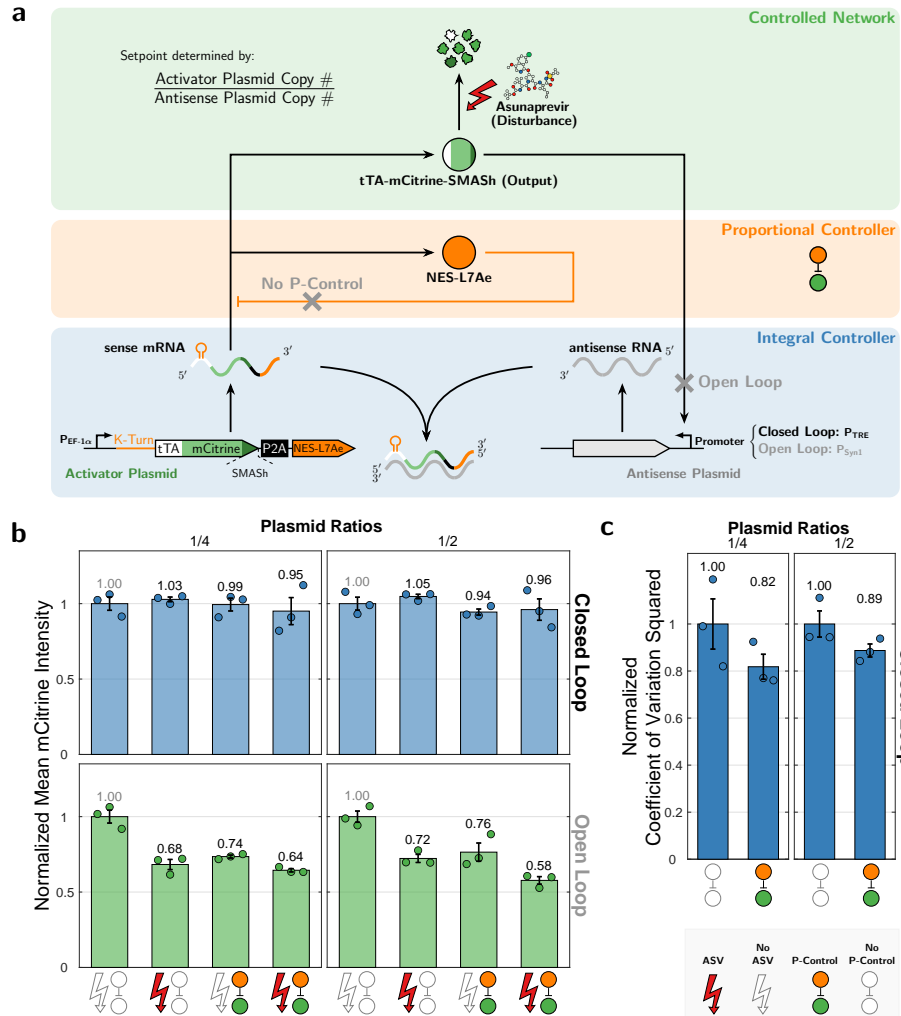 a
Controlled Network
Setpoint determined by:
Activator Plasmid Copy #
Antisense Plasmid Copy #
Asunaprevir
(Disturbance)
tTA-mCitrine-SMASh (Output)
Proportional Controller
NES-L7Ae
No P-Control
Integral Controller
sense mRNA
3′
5′
antisense RNA
5′
3′
Open Loop
PEF-1α
K-Turn
tTA
mCitrine
P2A
NES-L7Ae
SMASh
Activator Plasmid
3′
5′
5′
3′
Promoter
Closed Loop: PTRE
Open Loop: PSyn1
Antisense Plasmid
b
Plasmid Ratios
1/4
1/2
Normalized Mean mCitrine Intensity
1
0.5
0
1.00
1.03
0.99
0.95
1.00
1.05
0.94
0.96
Closed Loop
1
0.5
0
1.00
0.68
0.74
0.64
1.00
0.72
0.76
0.58
Open Loop
c
Plasmid Ratios
1/4
1/2
Normalized
Coefficient of Variation Squared
1
0.8
0.6
0.4
0.2
0
1.00
0.82
1.00
0.89
ASV
No
ASV
P-Control
No
P-Control